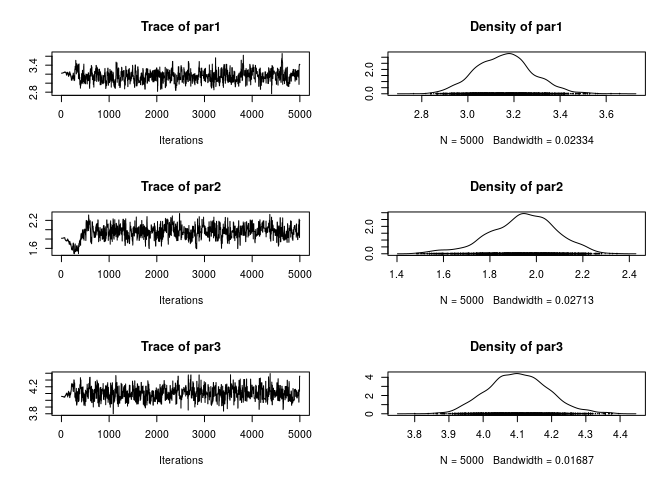 Trace of par1
3.4
2.8
0 1000 2000 3000 4000 5000
Iterations
Density of par1
2.0
0.0
2.8 3.0 3.2 3.4 3.6
N = 5000 Bandwidth = 0.02334
Trace of par2
2.2
1.6
0 1000 2000 3000 4000 5000
Iterations
Density of par2
2.0
0.0
1.4 1.6 1.8 2.0 2.2 2.4
N = 5000 Bandwidth = 0.02713
Trace of par3
4.2
3.8
0 1000 2000 3000 4000 5000
Iterations
Density of par3
4
2
0
3.8 3.9 4.0 4.1 4.2 4.3 4.4
N = 5000 Bandwidth = 0.01687